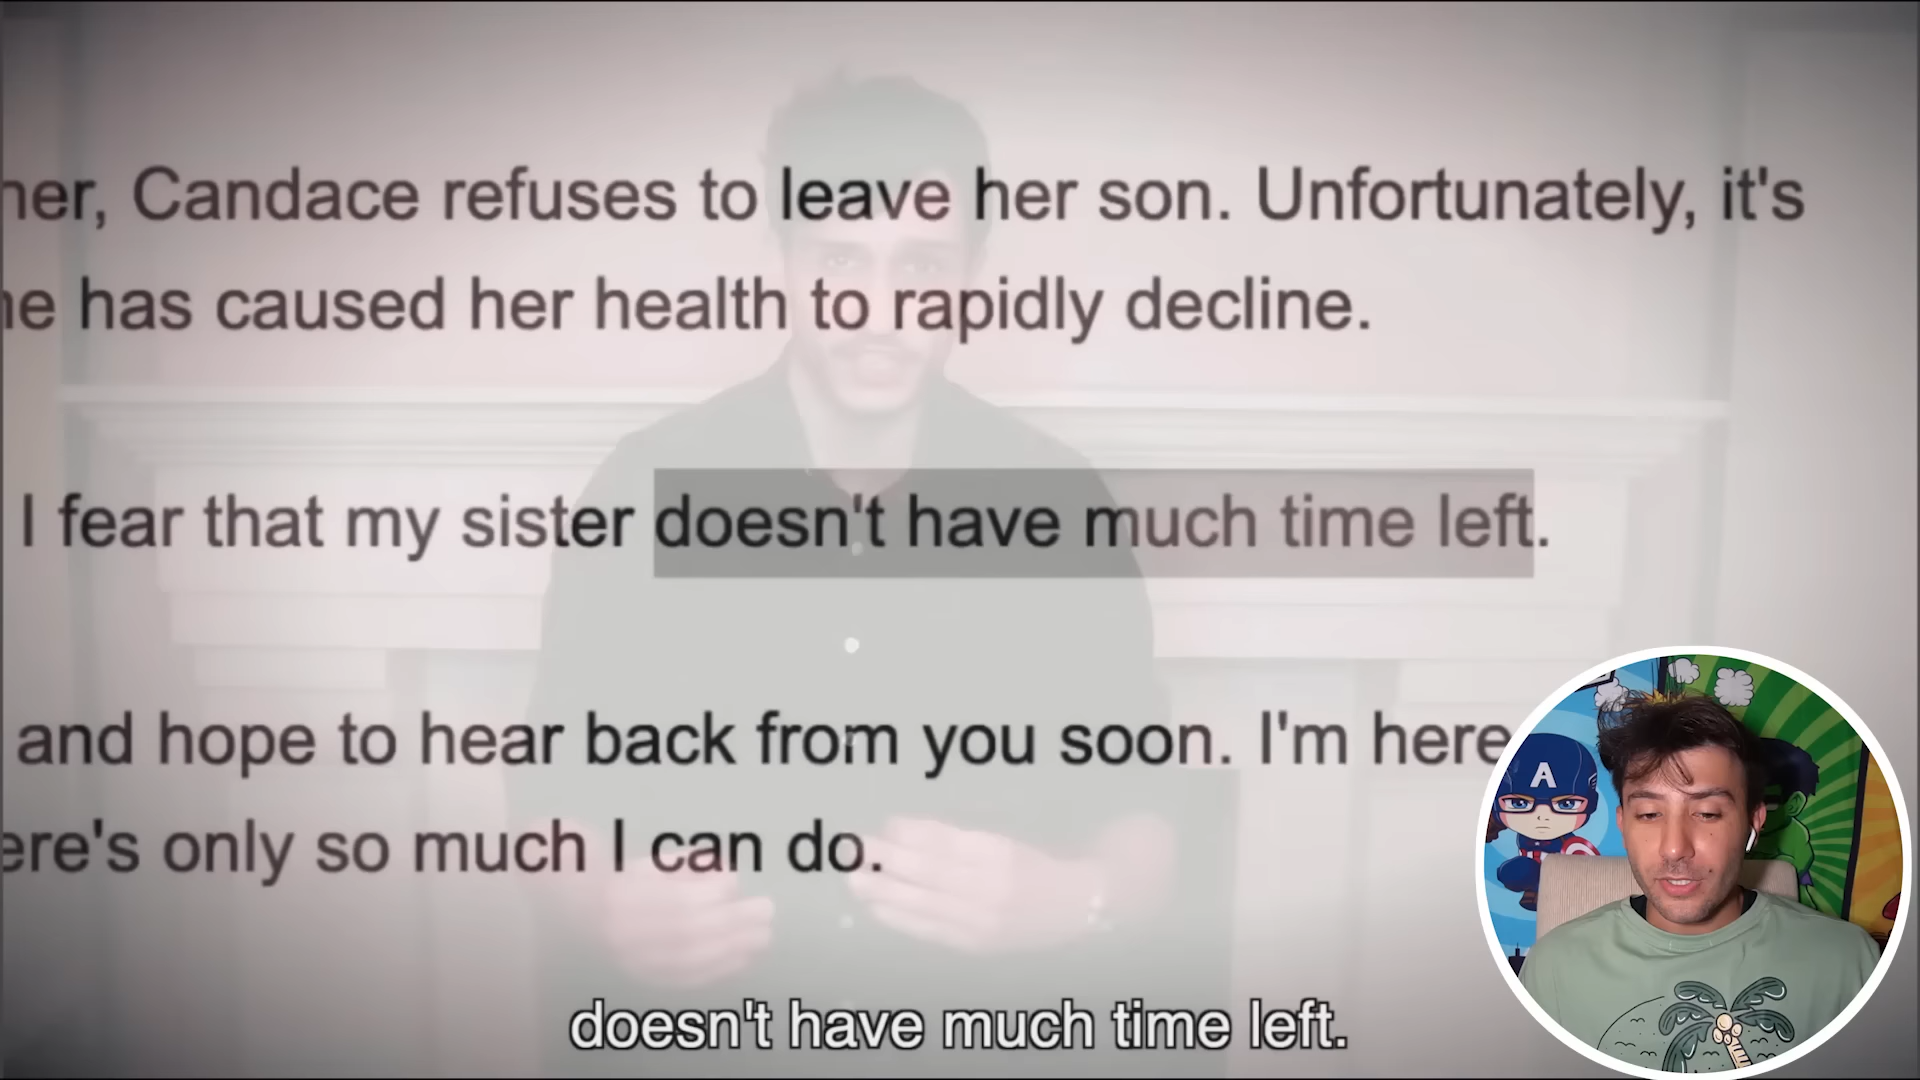 her, Candace refuses to leave her son. Unfortunately, it's
has caused her health to rapidly decline.
I fear that my sister doesn't have much time left.
and hope to hear back from you soon. I'm here
only so much I can do.
A
doesn't have much time left.